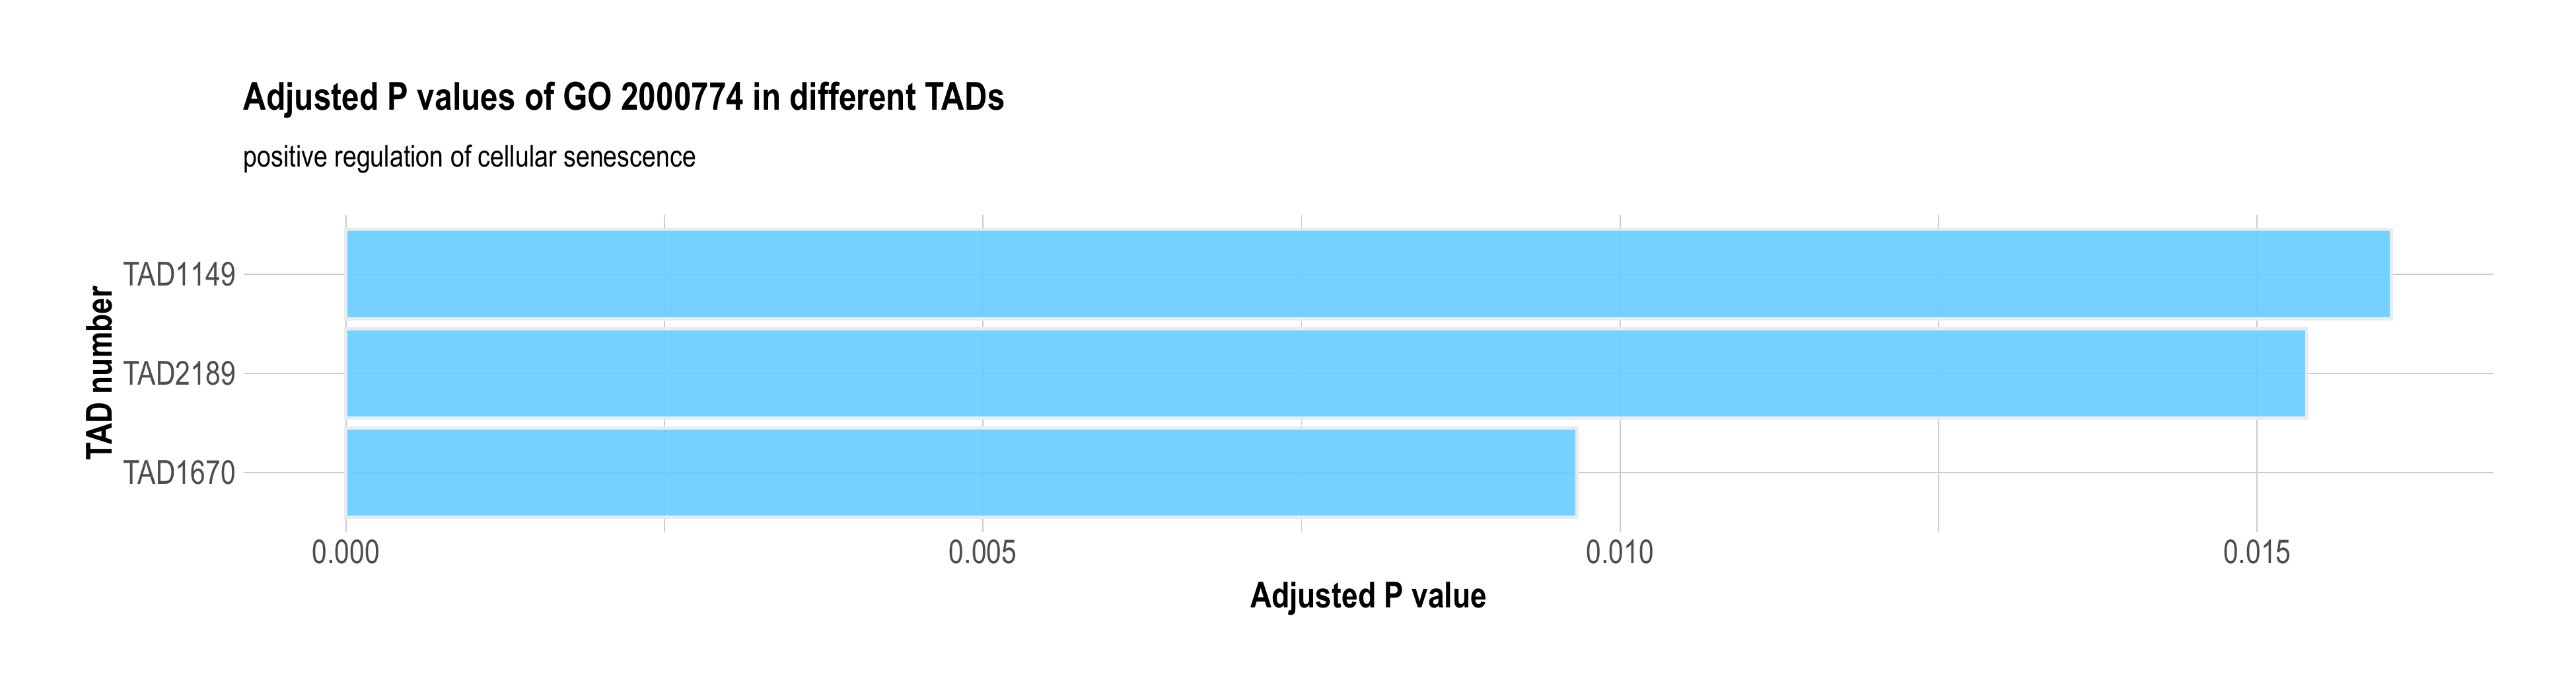 Adjusted P values of GO 2000774 in different TADs
positive regulation of cellular senescence
TAD number
TAD1149
TAD2189
TAD1670
0.000 0.005 0.010 0.015
Adjusted P value